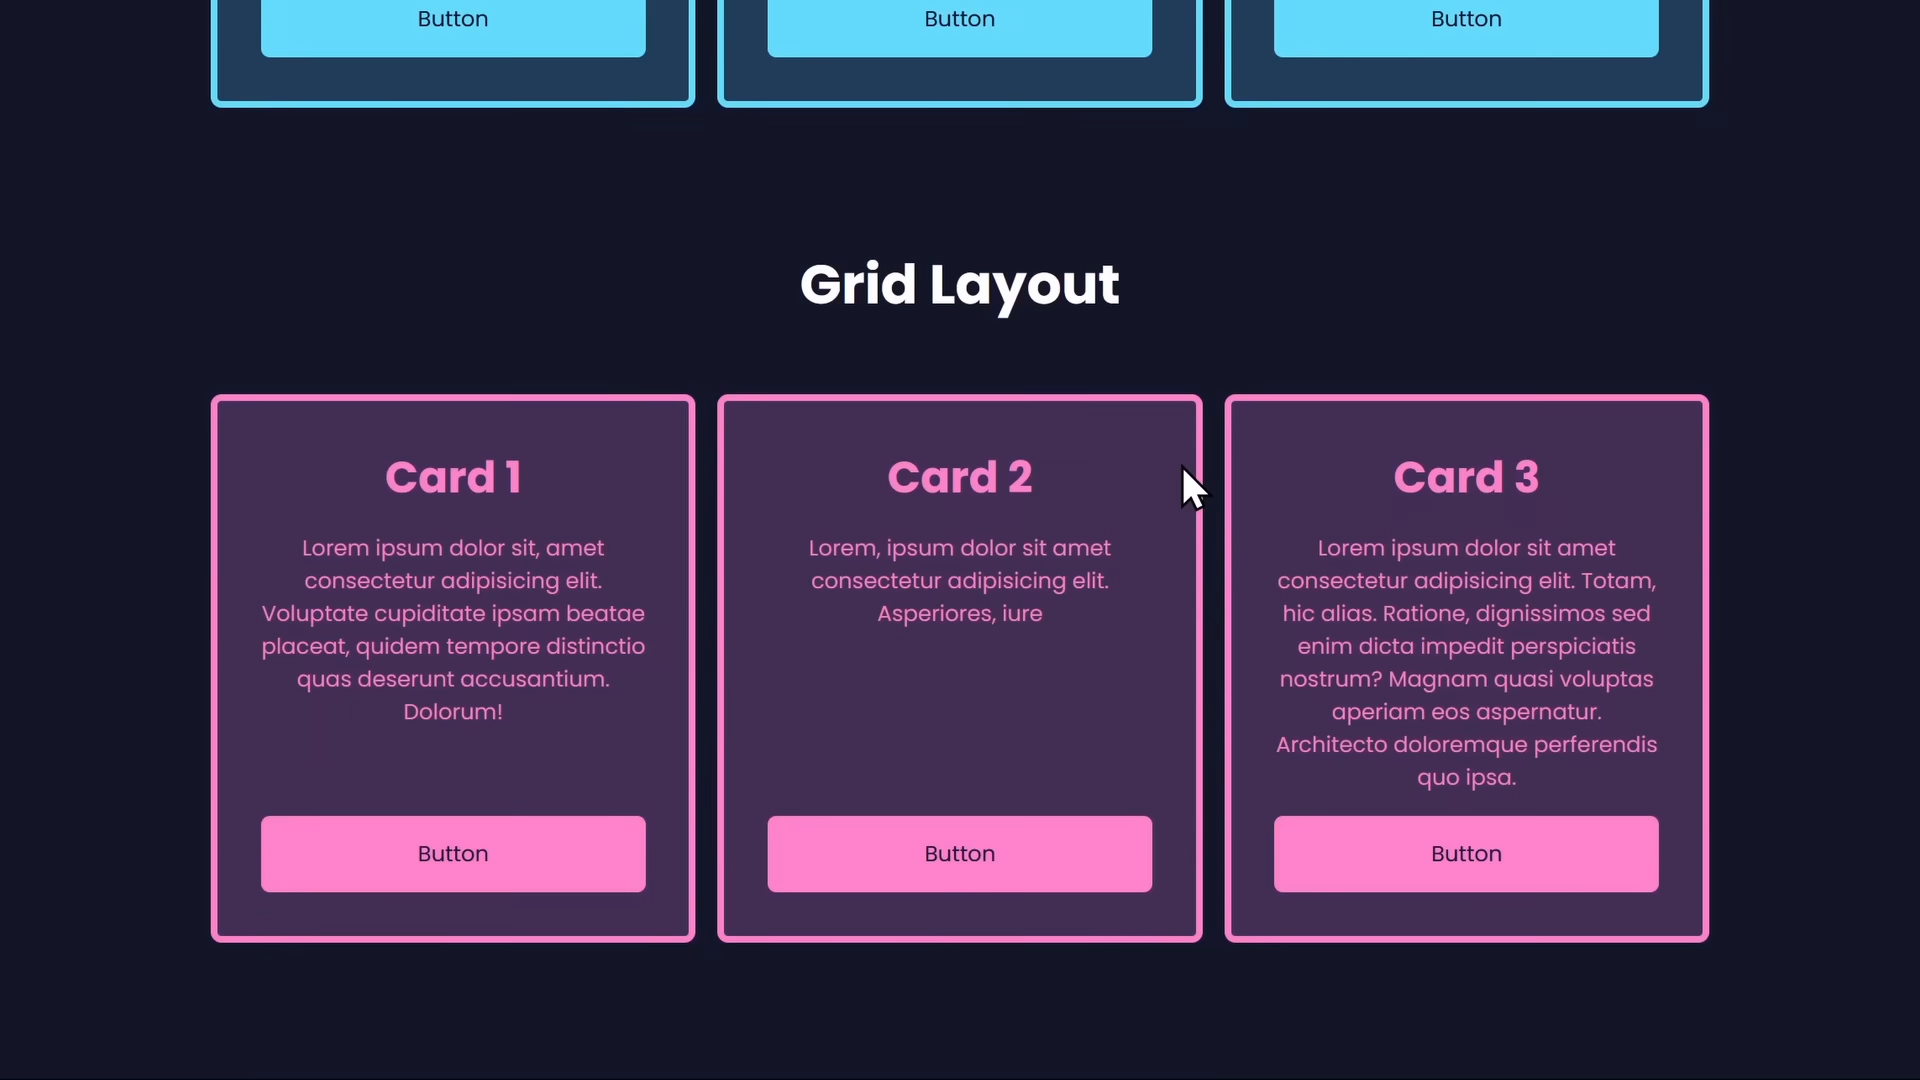 Button
Button
Button
Grid Layout
Card 1
Lorem ipsum dolor sit, amet
consectetur adipisicing elit.
Voluptate cupiditate ipsam beatae
placeat, quidem tempore distinctio
quas deserunt accusantium.
Dolorum!
Button
Card 2
Lorem, ipsum dolor sit amet
consectetur adipisicing elit.
Asperiores, iure
Button
Card 3
Lorem ipsum dolor sit amet
consectetur adipisicing elit. Totam,
hic alias. Ratione, dignissimos sed
enim dicta impedit perspiciatis
nostrum? Magnam quasi voluptas
aperiam eos aspernatur.
Architecto doloremque perferendis
quo ipsa.
Button